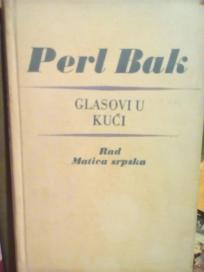 Perl Bak
GLASOVI U
KUĆI
Rad
Matica srpska